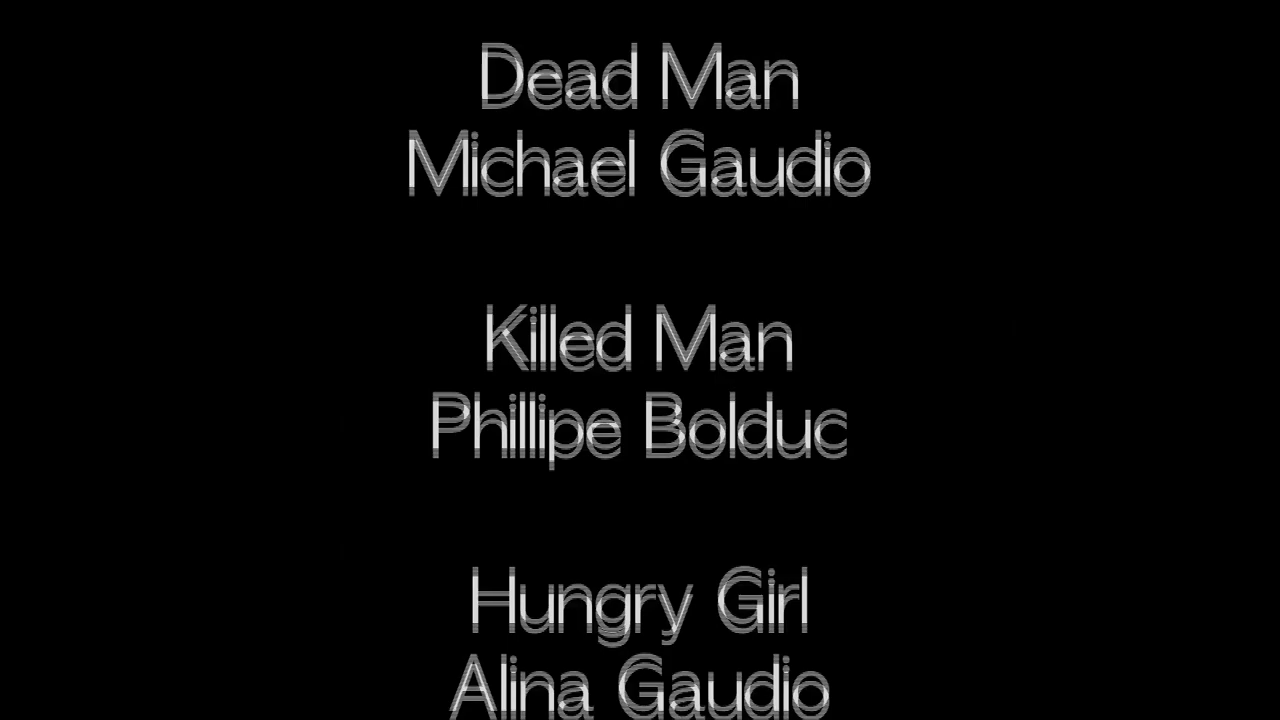 Dead Man
Michael Gaudio
Killed Man
Phillipe Bolduc
Hungry Girl
Alina Gaudio